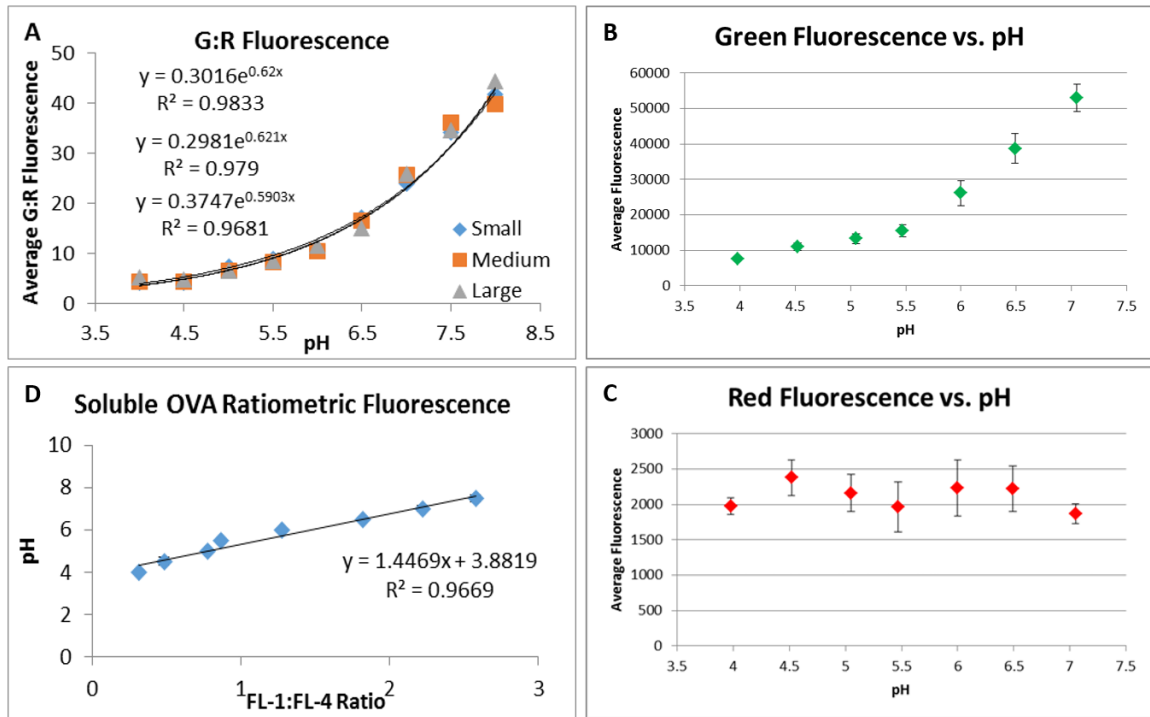 A
G:R Fluorescence
y = 0.3016e^0.62x
R² = 0.9833
y = 0.2981e^0.621x
R² = 0.979
y = 0.3747e^0.5903x
R² = 0.9681
Average G:R Fluorescence
50
40
30
20
10
0
Small
Medium
Large
3.5 4.5 5.5 6.5 7.5 8.5
pH
B
Green Fluorescence vs. pH
Average Fluorescence
60000
50000
40000
30000
20000
10000
0
3.5 4 4.5 5 5.5 6 6.5 7 7.5
pH
D
Soluble OVA Ratiometric Fluorescence
pH
10
8
6
4
2
0
y = 1.4469x + 3.8819
R² = 0.9669
0 1 2 3
FL-1:FL-4 Ratio
C
Red Fluorescence vs. pH
Average Fluorescence
3000
2500
2000
1500
1000
500
0
3.5 4 4.5 5 5.5 6 6.5 7 7.5
pH